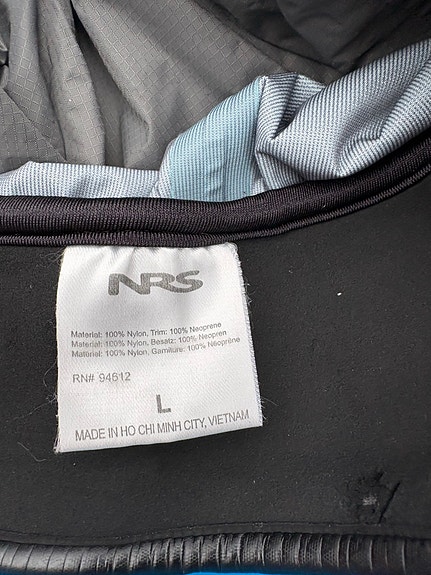 NRS
Material: 100% Nylon, Trim: 100% Neoprene
Material: 100% Nylon, Besatz: 100% Neopren
Matérial: 100% Nylon, Garniture: 100% Néoprène
RN# 94612
L
MADE IN HO CHI MINH CITY, VIETNAM